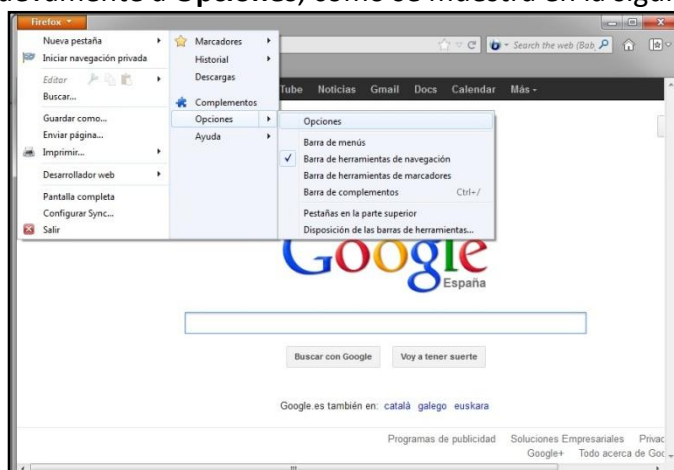 Opciones, como se muestra en la
Firefox
Nueva pestaña
Iniciar navegación privada
Editar
Buscar...
Guardar como...
Enviar página...
Imprimir...
Desarrollador web
Pantalla completa
Configurar Sync...
Salir
Marcadores
Historial
Descargas
Complementos
Opciones
Ayuda
Opciones
Barra de menús
Barra de herramientas de navegación
Barra de herramientas de marcadores
Barra de complementos Ctrl+/
Pestañas en la parte superior
Disposición de las barras de herramientas...
Search the web (Bab
Noticias Gmail Docs Calendar Más
Google
España
Buscar con Google Voy a tener suerte
Google.es también en: català galego euskara
Programas de publicidad Soluciones Empresariales
Google+ Todo acerca de